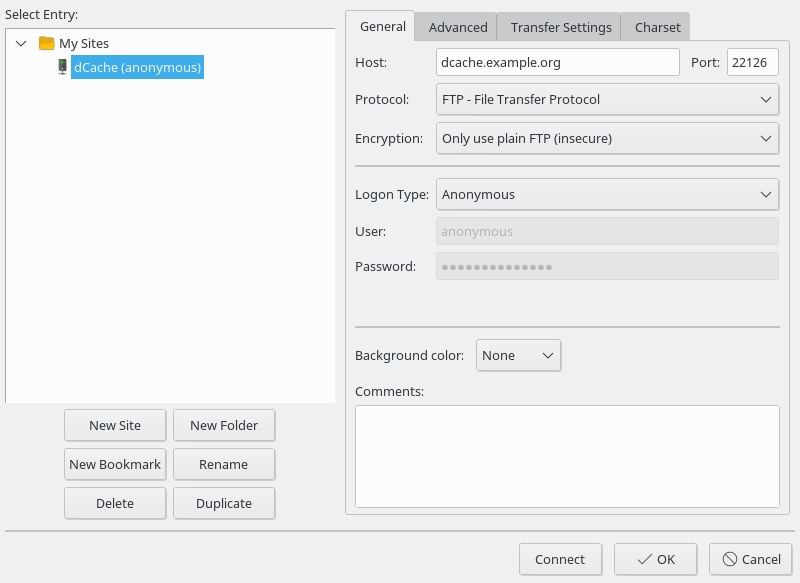 Select Entry:
My Sites
dCache (anonymous)
New Site
New Folder
New Bookmark
Rename
Delete
Duplicate
General
Advanced
Transfer Settings
Charset
Host:
dcache.example.org
Port:
22126
Protocol:
FTP - File Transfer Protocol
Encryption:
Only use plain FTP (insecure)
Logon Type:
Anonymous
User:
anonymous
Password:
●●●●●●●●●●●●●●
Background color:
None
Comments:
Connect
OK
Cancel